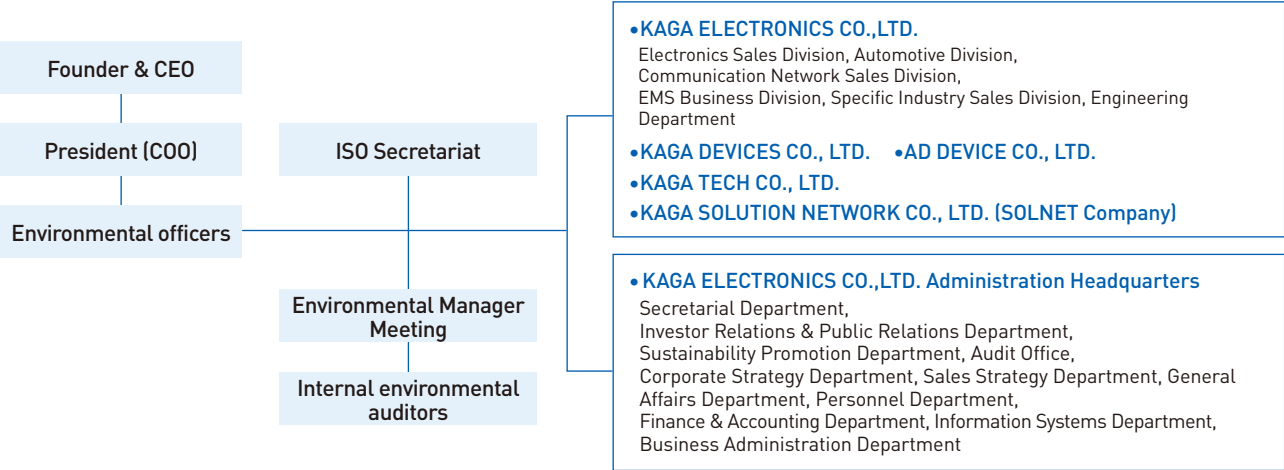 Founder & CEO
President (COO)
Environmental officers
ISO Secretariat
Environmental Manager
Meeting
Internal environmental
auditors
•KAGA ELECTRONICS CO.,LTD.
Electronics Sales Division, Automotive Division,
Communication Network Sales Division,
EMS Business Division, Specific Industry Sales Division, Engineering
Department
•KAGA DEVICES CO., LTD. •AD DEVICE CO., LTD.
•KAGA TECH CO., LTD.
•KAGA SOLUTION NETWORK CO., LTD. (SOLNET Company)
•KAGA ELECTRONICS CO.,LTD. Administration Headquarters
Secretarial Department,
Investor Relations & Public Relations Department,
Sustainability Promotion Department, Audit Office,
Corporate Strategy Department, Sales Strategy Department, General
Affairs Department, Personnel Department,
Finance & Accounting Department, Information Systems Department,
Business Administration Department